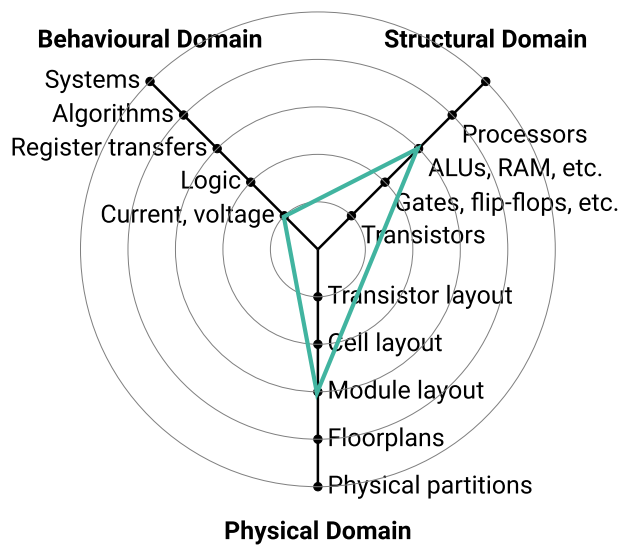 Behavioural Domain
Structural Domain
Systems
Algorithms
Register transfers
Logic
Current, voltage
Processors
ALUs, RAM, etc.
Gates, flip-flops, etc.
Transistors
Transistor layout
Cell layout
Module layout
Floorplans
Physical partitions
Physical Domain